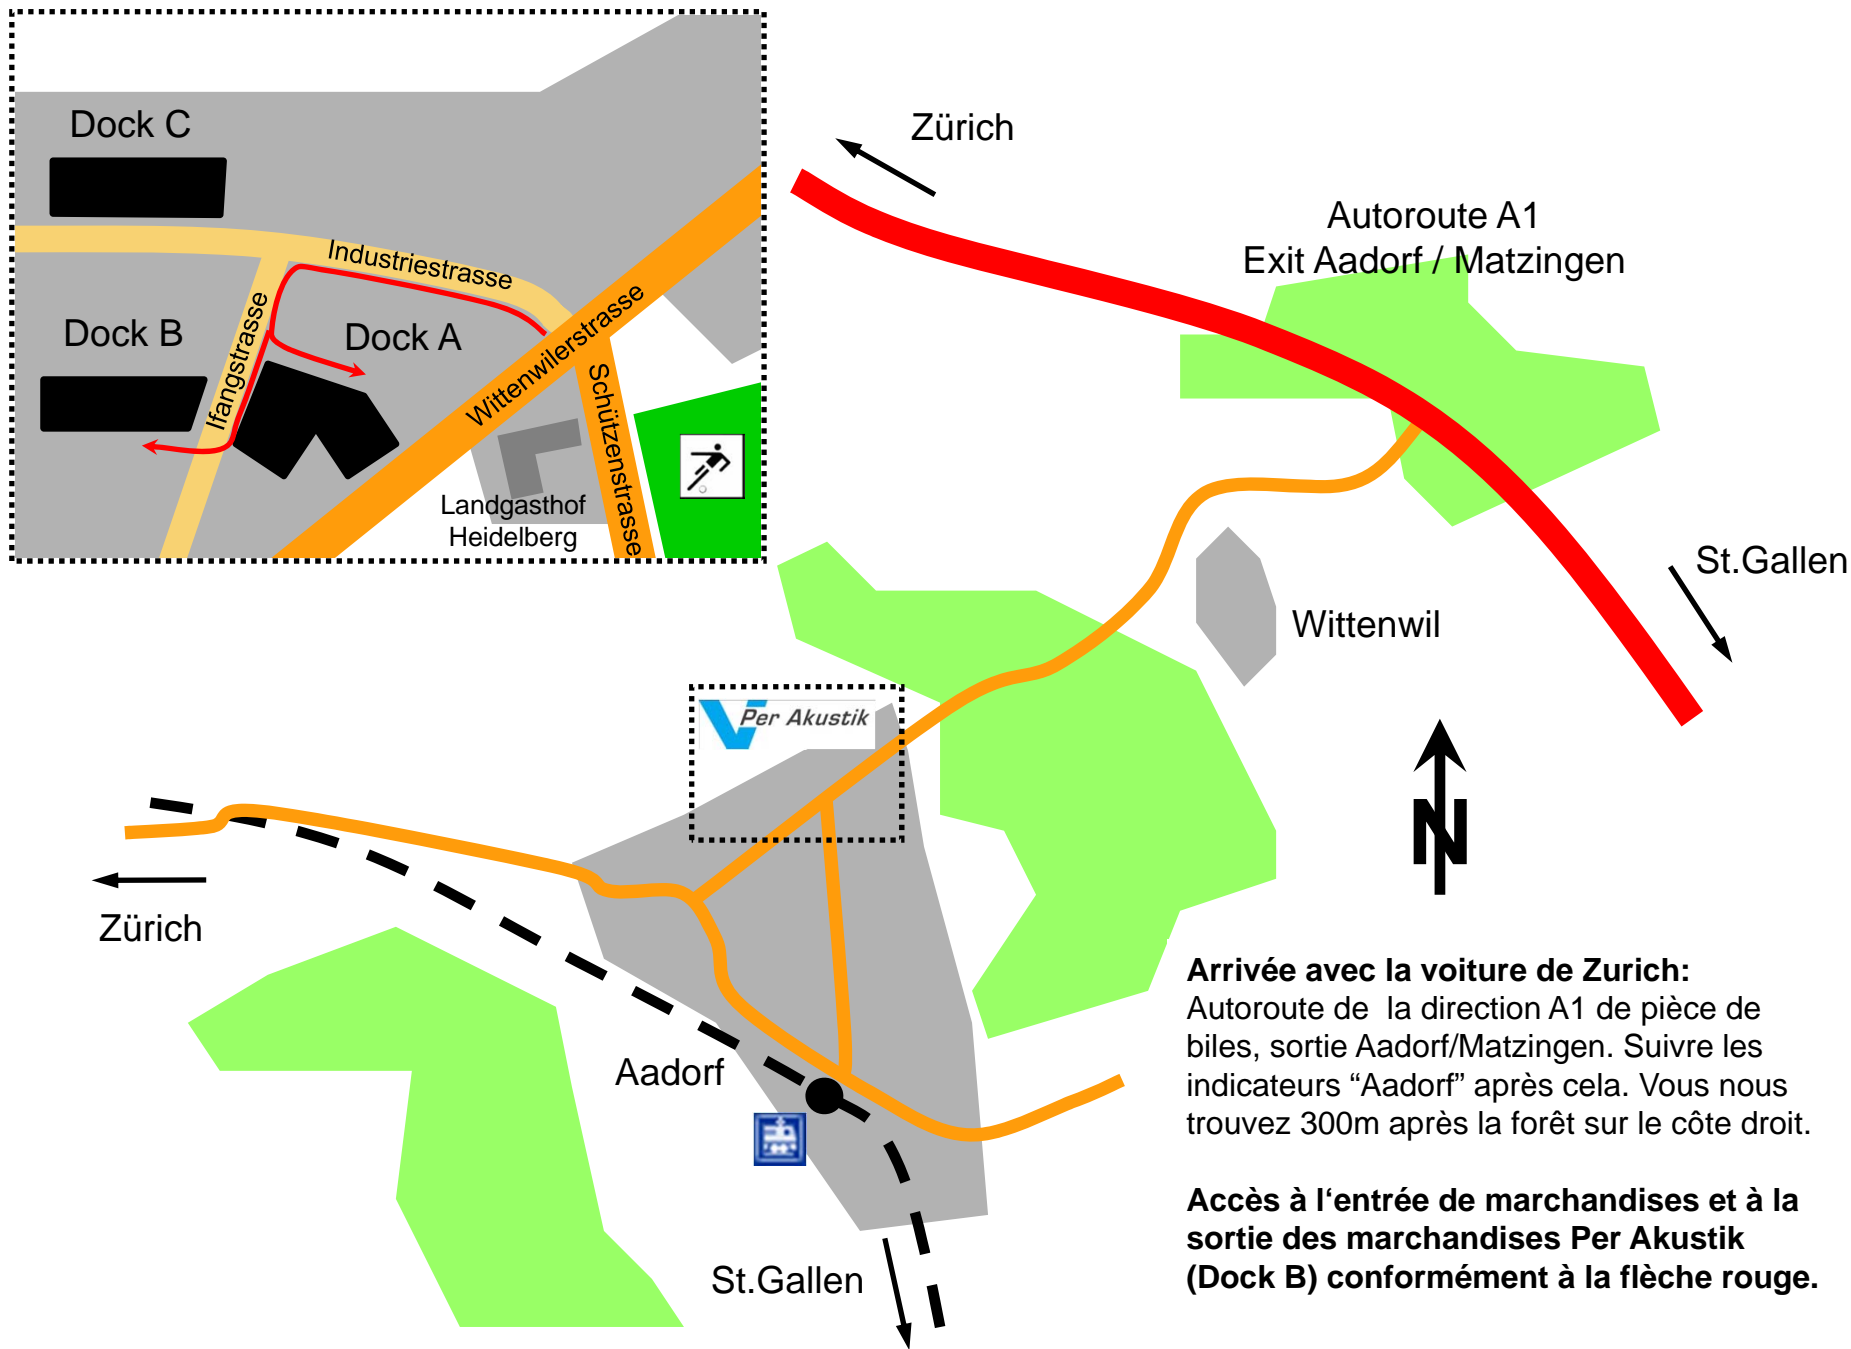 Dock C
Industriestrasse
Dock B
Ifangstrasse
Dock A
Wittenwilerstrasse
Schützenstrasse
Landgasthof
Heidelberg
Zürich
Autoroute A1
Exit Aadorf / Matzingen
St.Gallen
Wittenwil
Per Akustik
N
Zürich
Aadorf
St.Gallen
Arrivée avec la voiture de Zurich:
Autoroute de  la direction A1 de pièce de
biles, sortie Aadorf/Matzingen. Suivre les
indicateurs “Aadorf” après cela. Vous nous
trouvez 300m après la forêt sur le côte droit.
Accès à l‘entrée de marchandises et à la
sortie des marchandises Per Akustik
(Dock B) conformément à la flèche rouge.